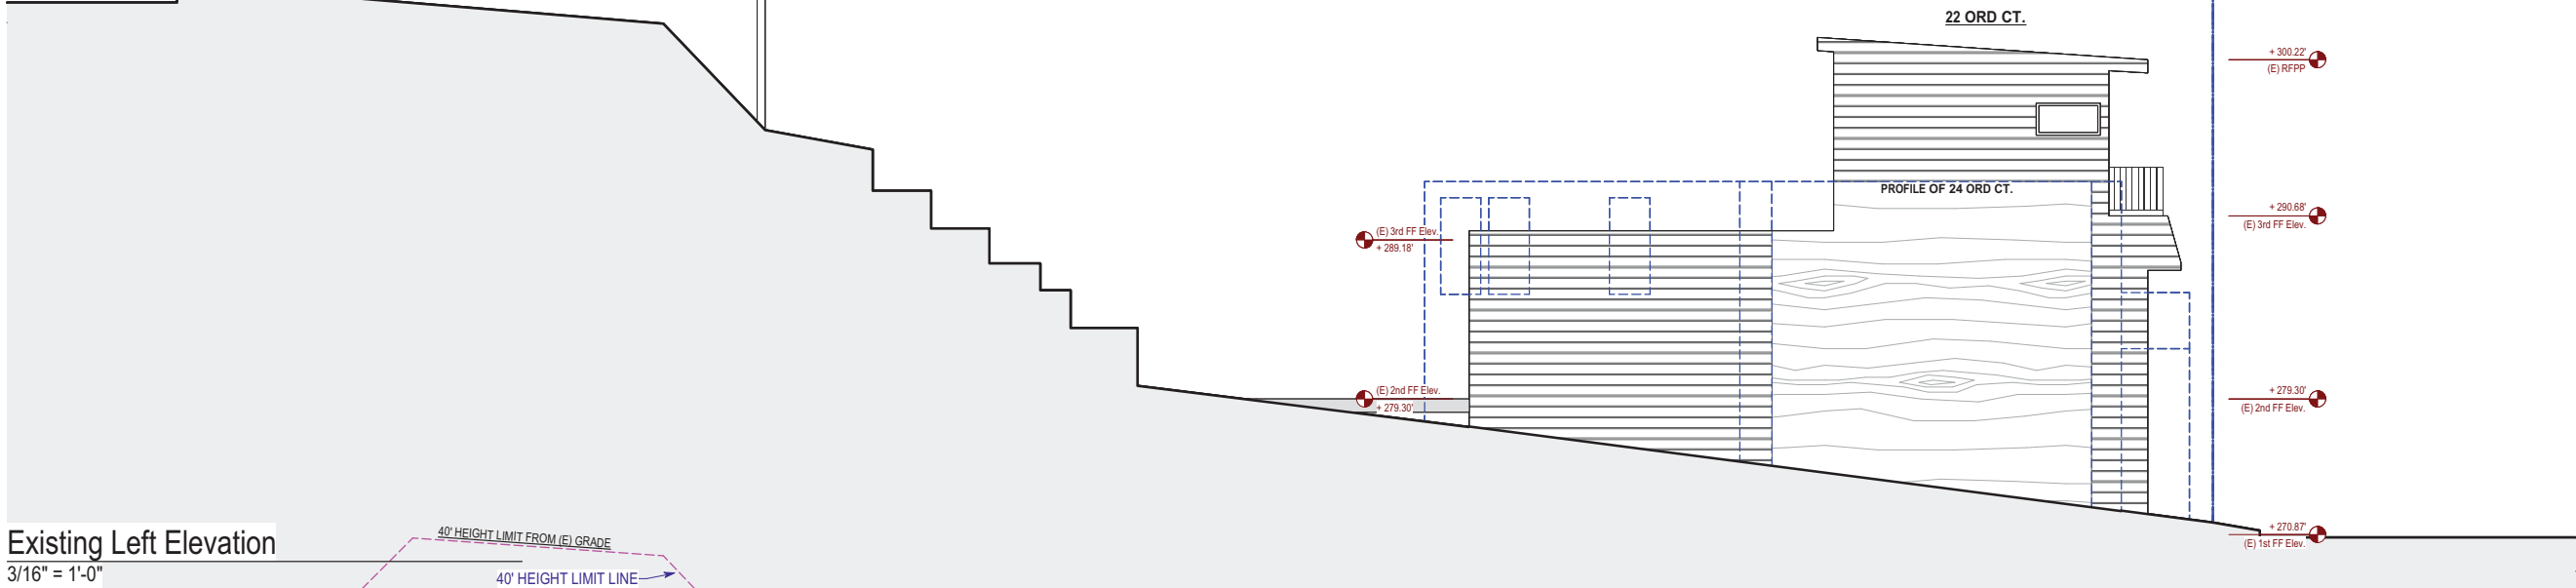 22 ORD CT.
+ 300.22'
(E) RFPP
PROFILE OF 24 ORD CT.
+ 290.68'
(E) 3rd FF Elev.
(E) 3rd FF Elev.
+ 289.18'
(E) 2nd FF Elev.
+ 279.30'
+ 279.30'
(E) 2nd FF Elev.
+ 270.87'
(E) 1st FF Elev.
Existing Left Elevation
3/16" = 1'-0"
40' HEIGHT LIMIT FROM (E) GRADE
40' HEIGHT LIMIT LINE